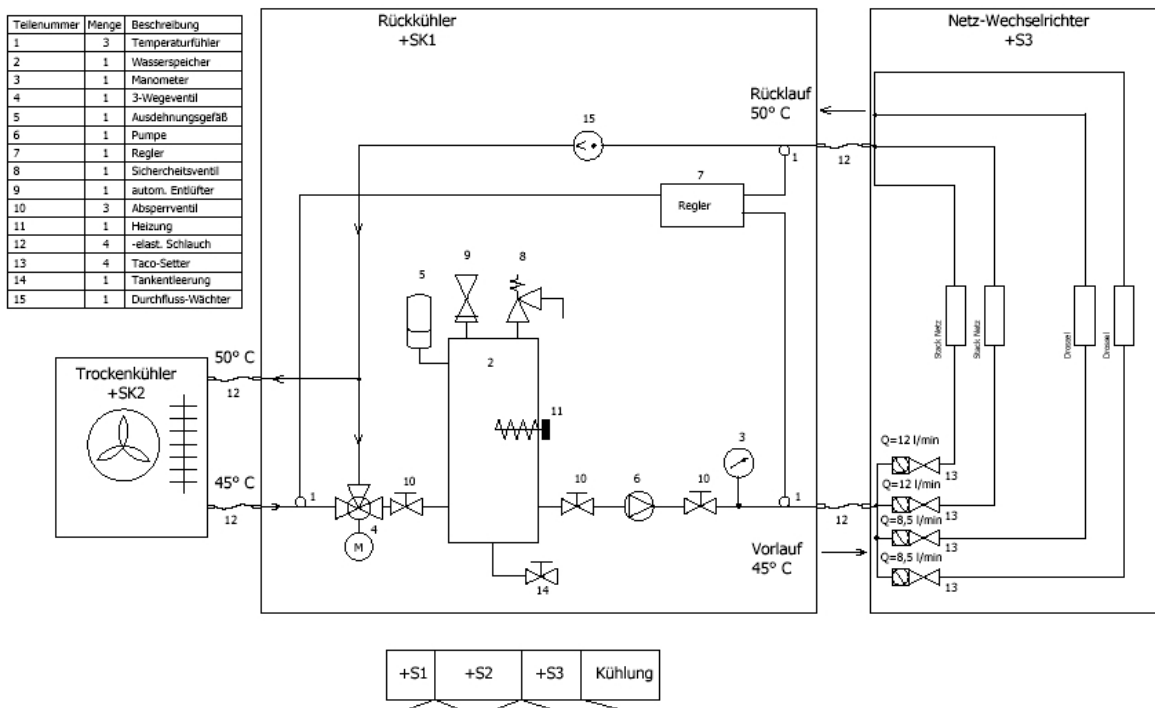 Teilenummer Menge Beschreibung
1 3 Temperaturfühler
2 1 Wasserspeicher
3 1 Manometer
4 1 3-Wegeventil
5 1 Ausdehnungsgefäß
6 1 Pumpe
7 1 Regler
8 1 Sichercheitsventil
9 1 autom. Entlüfter
10 3 Absperrventil
11 1 Heizung
12 4 -elast. Schlauch
13 4 Taco-Setter
14 1 Tankentleerung
15 1 Durchfluss-Wächter
Rückkühler
+SK1
Netz-Wechselrichter
+S3
Rücklauf
50° C
15
1
12
7
Regler
9
8
5
2
11
50° C
12
Trockenkühler
+SK2
45° C
12
1
4
M
10
10
6
10
3
1
12
14
Vorlauf
45° C
Stack Netz
Stack Netz
Drossel
Drossel
Q=12 l/min
13
Q=12 l/min
13
Q=8,5 l/min
13
Q=8,5 l/min
13
+S1 +S2 +S3 Kühlung